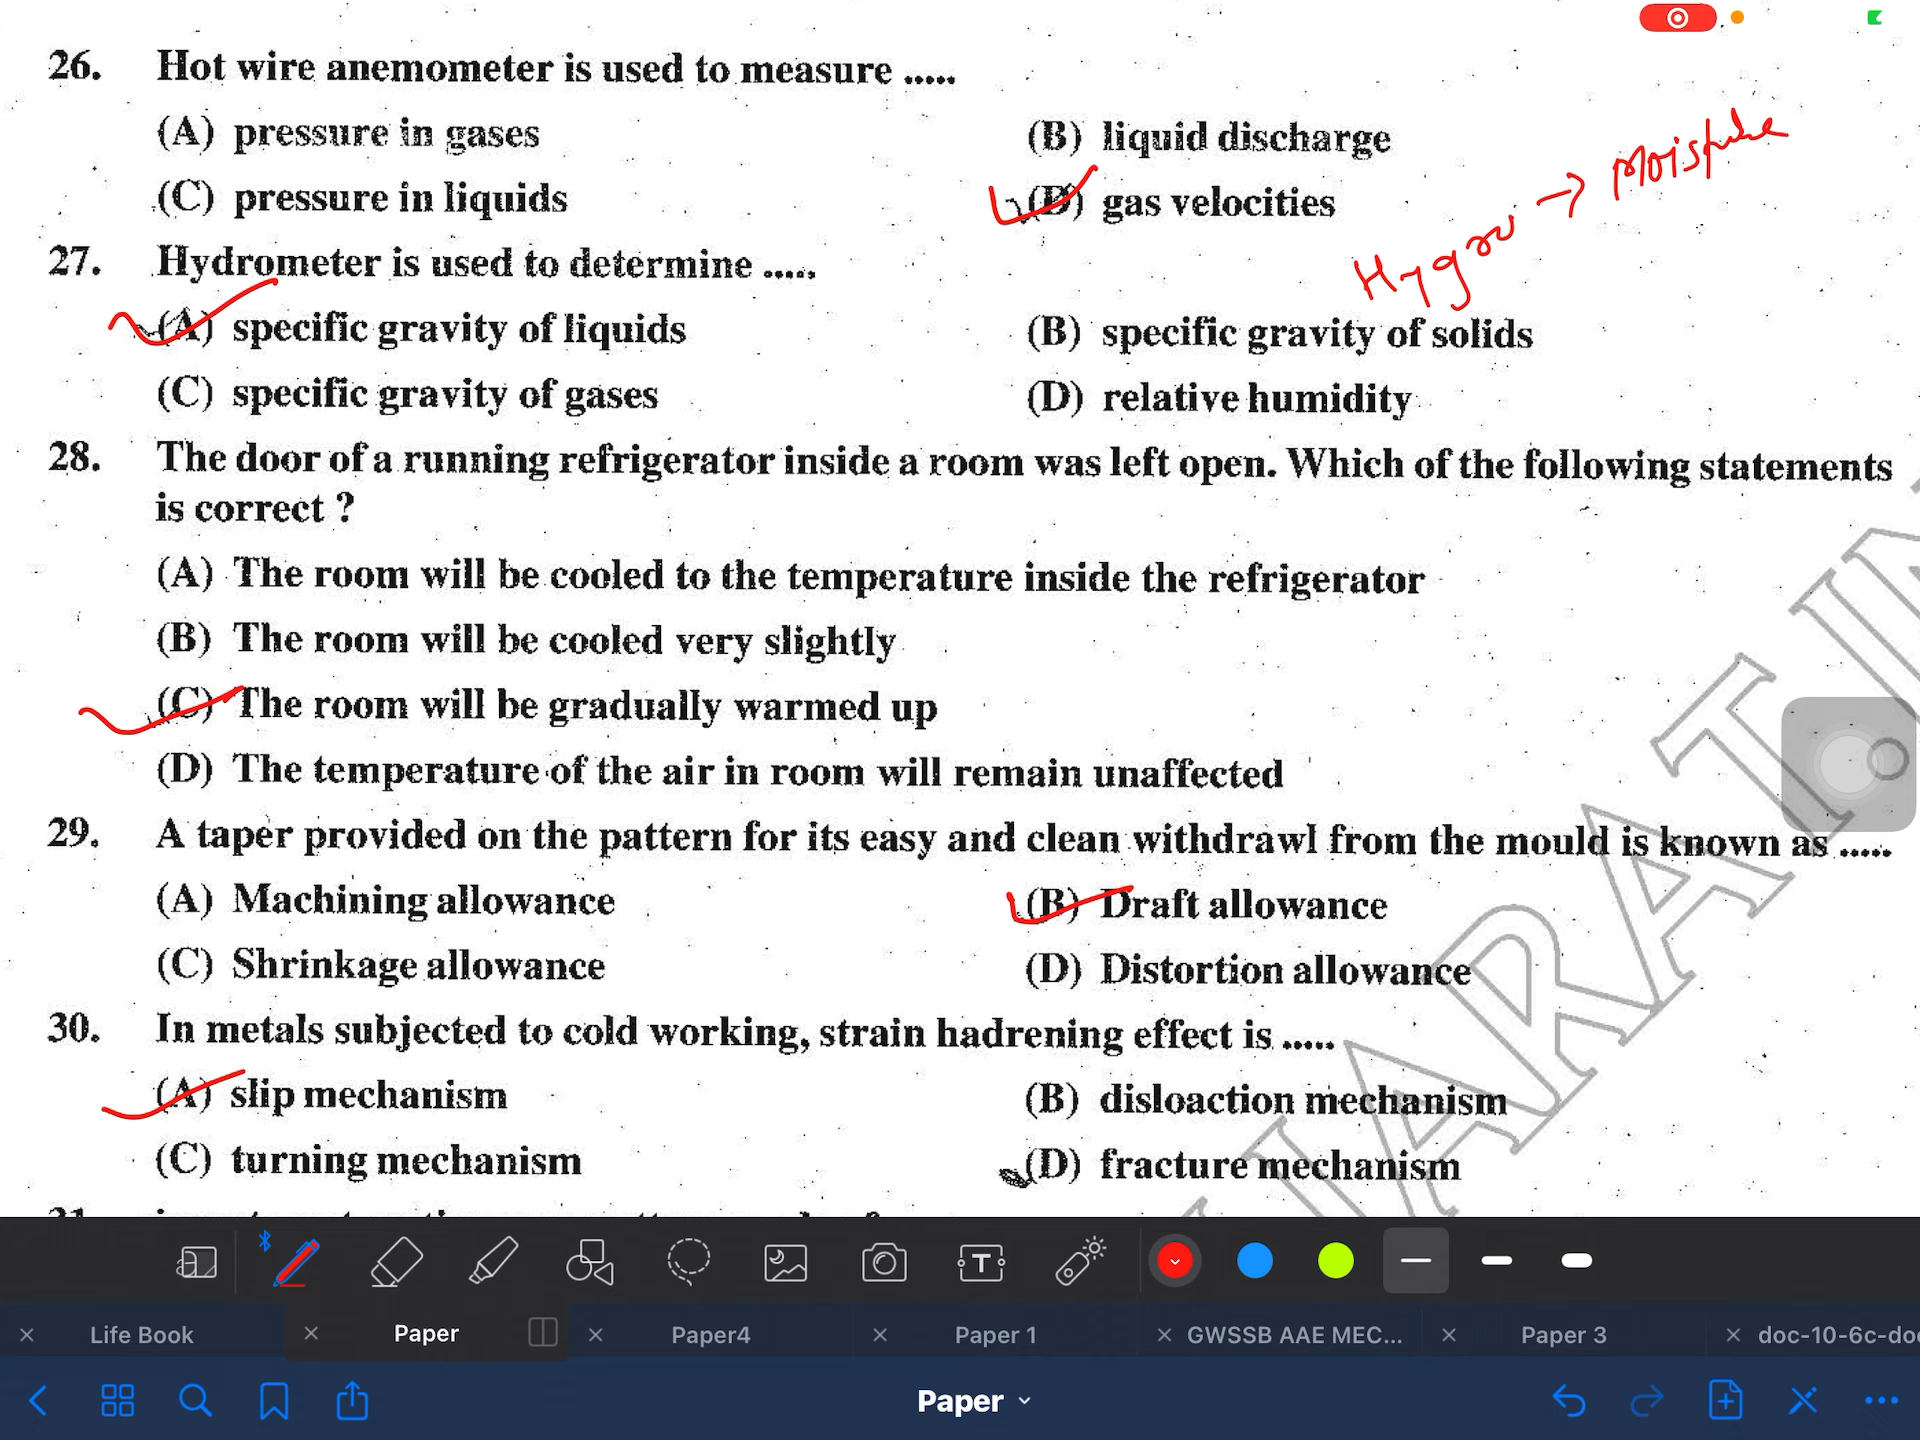 26. Hot wire anemometer is used to measure .....
(A) pressure in gases (B) liquid discharge
(C) pressure in liquids (D) gas velocities
Hygro → Moisture
27. Hydrometer is used to determine .....
(A) specific gravity of liquids (B) specific gravity of solids
(C) specific gravity of gases (D) relative humidity
28. The door of a running refrigerator inside a room was left open. Which of the following statements
is correct ?
(A) The room will be cooled to the temperature inside the refrigerator
(B) The room will be cooled very slightly
(C) The room will be gradually warmed up
(D) The temperature of the air in room will remain unaffected
29. A taper provided on the pattern for its easy and clean withdrawl from the mould is known as .....
(A) Machining allowance (B) Draft allowance
(C) Shrinkage allowance (D) Distortion allowance
30. In metals subjected to cold working, strain hadrening effect is .....
(A) slip mechanism (B) disloaction mechanism
(C) turning mechanism (D) fracture mechanism
Life Book Paper Paper4 Paper 1 GWSSB AAE MEC... Paper 3 doc-10-6c-do
Paper